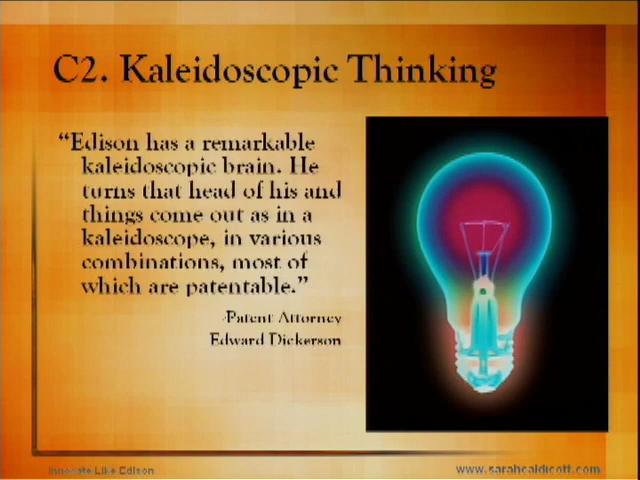 C2. Kaleidoscopic Thinking
“Edison has a remarkable
kaleidoscopic brain. He
turns that head of his and
things come out as in a
kaleidoscope, in various
combinations, most of
which are patentable.”
-Patent Attorney
Edward Dickerson
Innovate Like Edison
www.sarahcaldicott.com